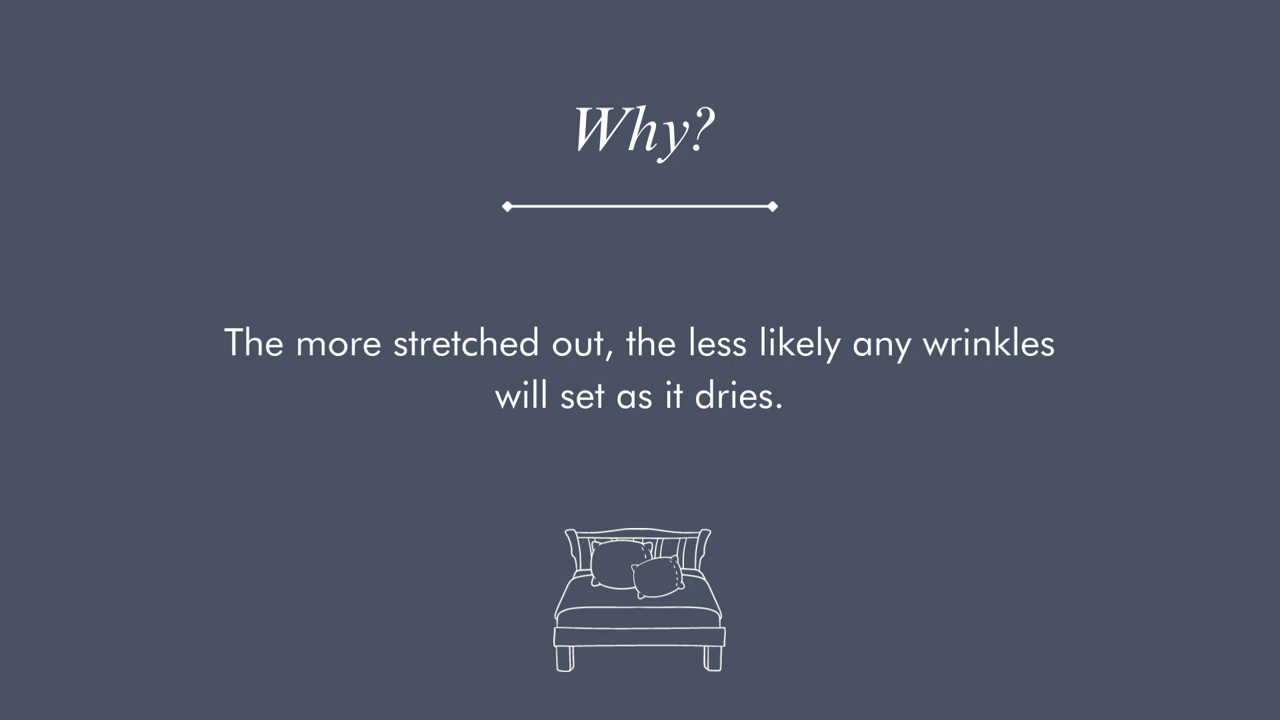 Why?
The more stretched out, the less likely any wrinkles
will set as it dries.